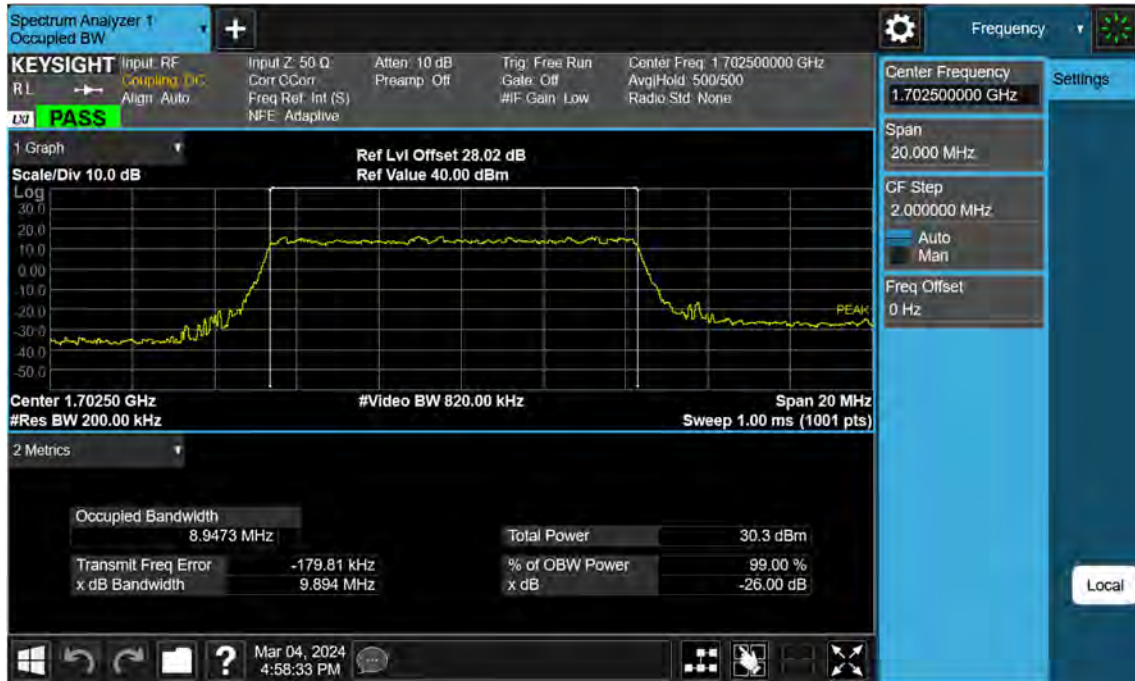 Spectrum Analyzer 1
Occupied BW
+
Frequency
KEYSIGHT
RL
LXI
PASS
Input: RF
Coupling: DC
Align: Auto
Input Z: 50 Ω
Corr CCorr
Freq Ref: Int (S)
NFE: Adaptive
Atten: 10 dB
Preamp: Off
Trig: Free Run
Gate: Off
#IF Gain: Low
Center Freq: 1.702500000 GHz
Avg|Hold: 500/500
Radio Std: None
1 Graph
Scale/Div 10.0 dB
Ref Lvl Offset 28.02 dB
Ref Value 40.00 dBm
Log
30.0
20.0
10.0
0.00
-10.0
-20.0
-30.0
-40.0
-50.0
PEAK
Center 1.70250 GHz
#Video BW 820.00 kHz
Span 20 MHz
#Res BW 200.00 kHz
Sweep 1.00 ms (1001 pts)
2 Metrics
Occupied Bandwidth
8.9473 MHz
Total Power 30.3 dBm
Transmit Freq Error -179.81 kHz
% of OBW Power 99.00 %
x dB Bandwidth 9.894 MHz
x dB -26.00 dB
Center Frequency
1.702500000 GHz
Span
20.000 MHz
CF Step
2.000000 MHz
Auto
Man
Freq Offset
0 Hz
Settings
Local
?
Mar 04, 2024
4:58:33 PM